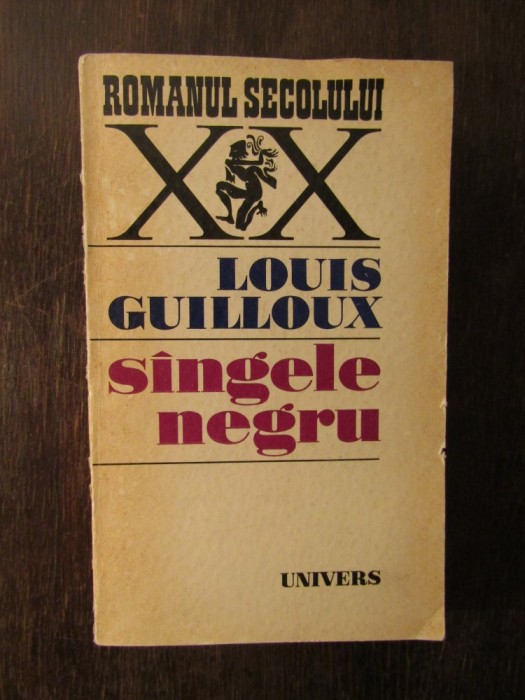 ROMANUL SECOLULUI
XX
LOUIS
GUILLOUX
sîngele
negru
UNIVERS